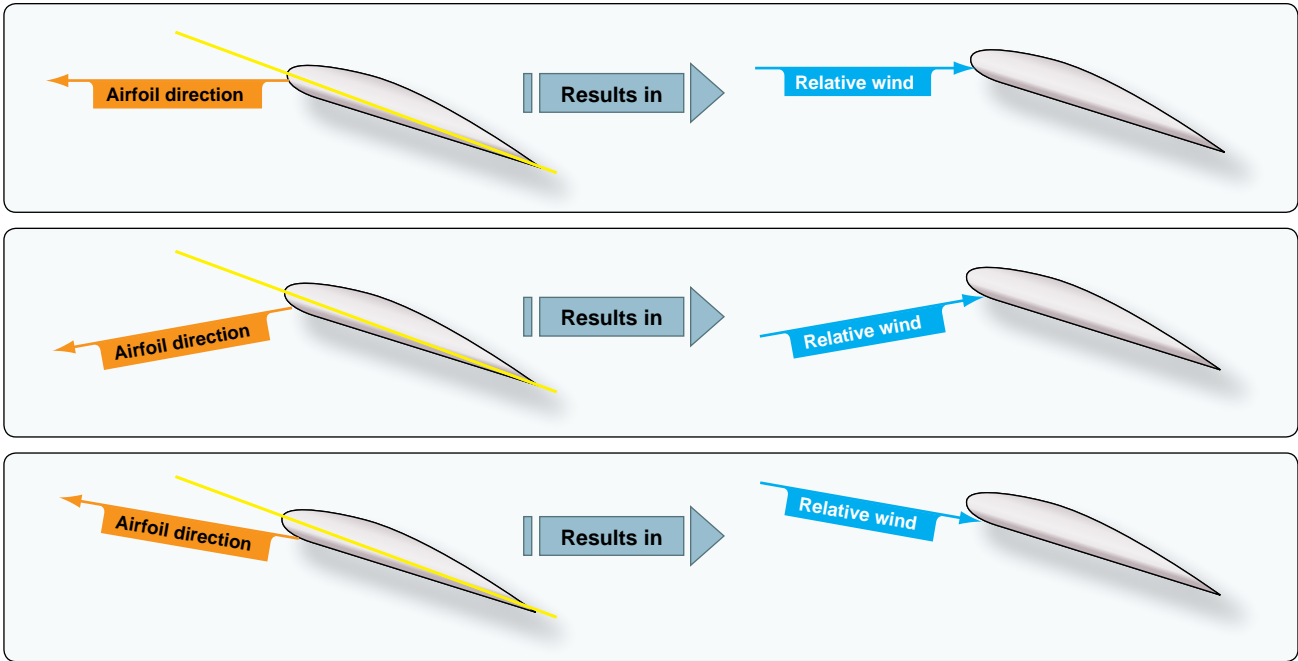 Airfoil direction
Results in
Relative wind
Airfoil direction
Results in
Relative wind
Airfoil direction
Results in
Relative wind